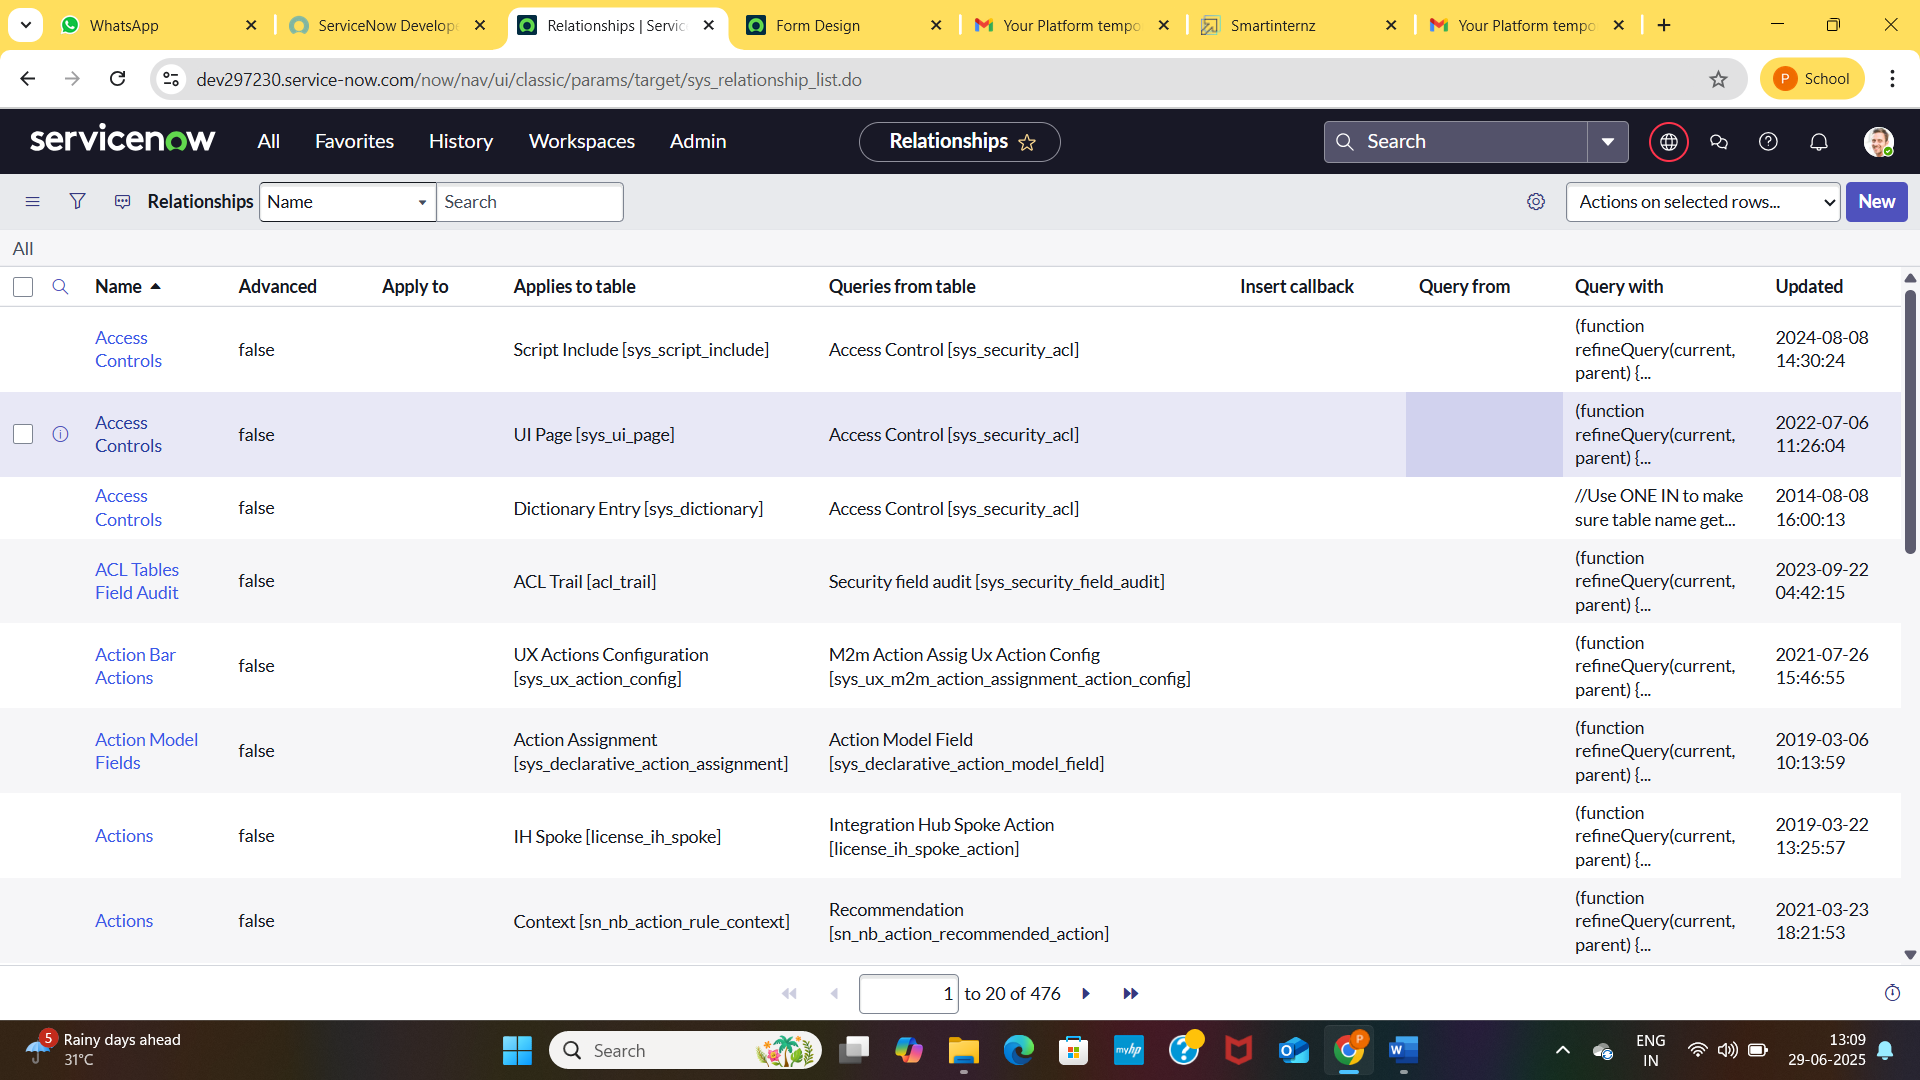 WhatsApp
ServiceNow Develope
Relationships | Servic
Form Design
Your Platform tempo
Smartinternz
Your Platform tempo
dev297230.service-now.com/now/nav/ui/classic/params/target/sys_relationship_list.do
P School
servicenow All Favorites History Workspaces Admin Relationships Search
Relationships Name Search Actions on selected rows... New
All
Name Advanced Apply to Applies to table Queries from table Insert callback Query from Query with Updated
Access Controls false Script Include [sys_script_include] Access Control [sys_security_acl] (function refineQuery(current, parent) {... 2024-08-08 14:30:24
Access Controls false UI Page [sys_ui_page] Access Control [sys_security_acl] (function refineQuery(current, parent) {... 2022-07-06 11:26:04
Access Controls false Dictionary Entry [sys_dictionary] Access Control [sys_security_acl] //Use ONE IN to make sure table name get... 2014-08-08 16:00:13
ACL Tables Field Audit false ACL Trail [acl_trail] Security field audit [sys_security_field_audit] (function refineQuery(current, parent) {... 2023-09-22 04:42:15
Action Bar Actions false UX Actions Configuration [sys_ux_action_config] M2m Action Assig Ux Action Config [sys_ux_m2m_action_assignment_action_config] (function refineQuery(current, parent) {... 2021-07-26 15:46:55
Action Model Fields false Action Assignment [sys_declarative_action_assignment] Action Model Field [sys_declarative_action_model_field] (function refineQuery(current, parent) {... 2019-03-06 10:13:59
Actions false IH Spoke [license_ih_spoke] Integration Hub Spoke Action [license_ih_spoke_action] (function refineQuery(current, parent) {... 2019-03-22 13:25:57
Actions false Context [sn_nb_action_rule_context] Recommendation [sn_nb_action_recommended_action] (function refineQuery(current, parent) {... 2021-03-23 18:21:53
1 to 20 of 476
5 Rainy days ahead
31°C
Search
myhp
P
ENG
IN
13:09
29-06-2025